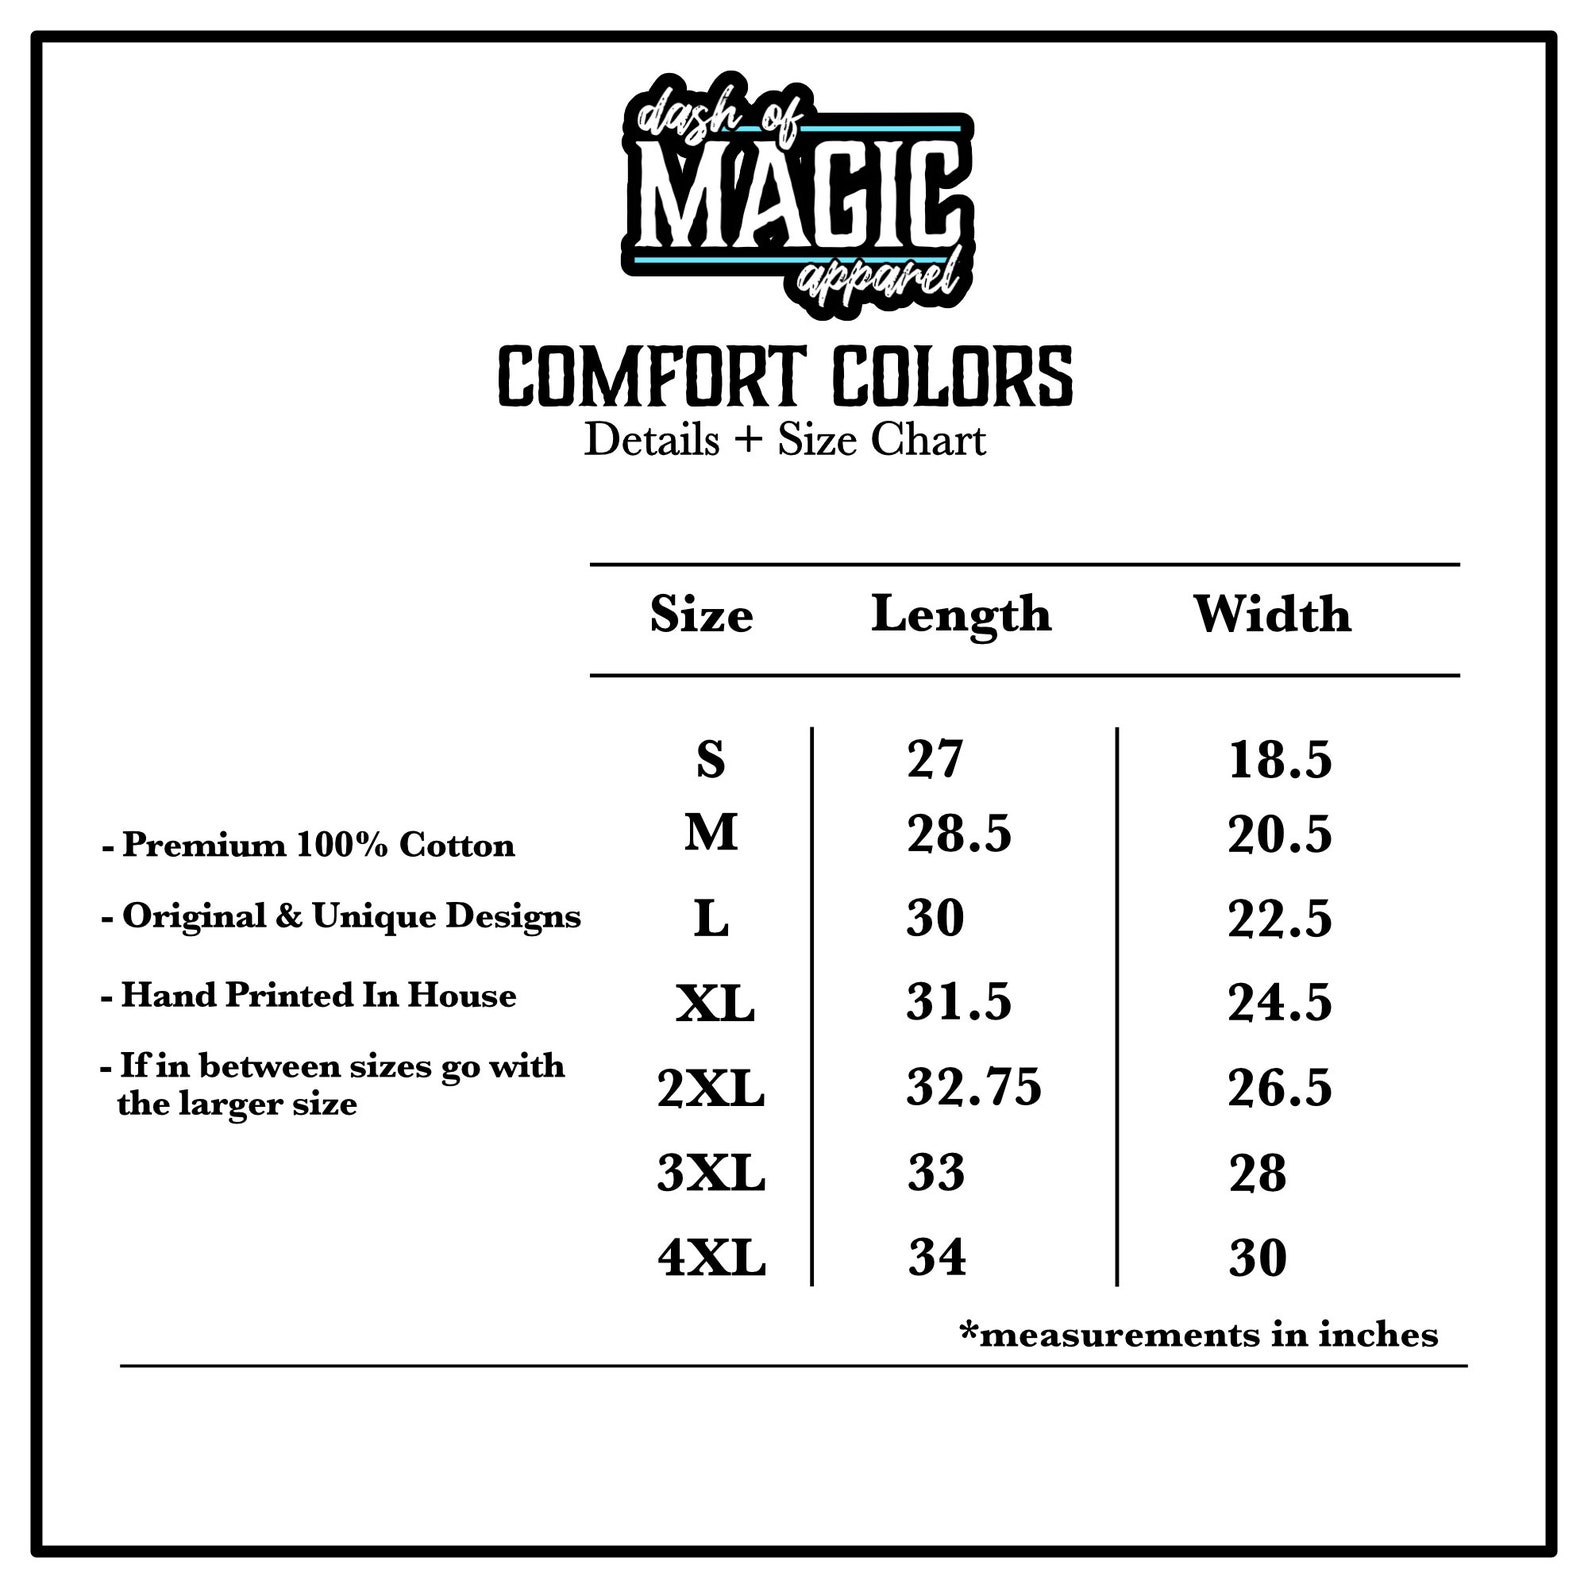 dash of
MAGIC
apparel
COMFORT COLORS
Details + Size Chart
Size Length Width
S 27 18.5
M 28.5 20.5
L 30 22.5
XL 31.5 24.5
2XL 32.75 26.5
3XL 33 28
4XL 34 30
- Premium 100% Cotton
- Original & Unique Designs
- Hand Printed In House
- If in between sizes go with
the larger size
*measurements in inches